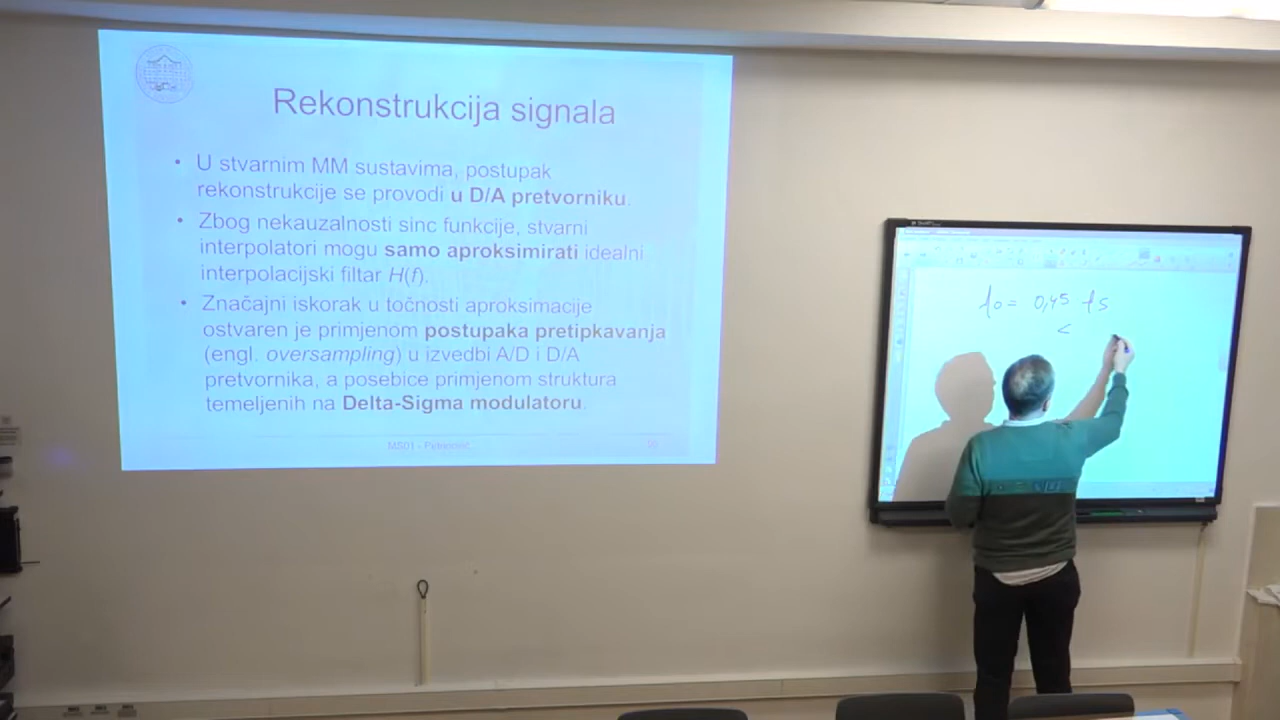 Rekonstrukcija signala
• U stvarnim MM sustavima, postupak
rekonstrukcije se provodi u D/A pretvorniku.
• Zbog nekauzalnosti sinc funkcije, stvarni
interpolatori mogu samo aproksimirati idealni
interpolacijski filtar H(f).
• Značajni iskorak u točnosti aproksimacije
ostvaren je primjenom postupaka pretipkavanja
(engl. oversampling) u izvedbi A/D i D/A
pretvornika, a posebice primjenom struktura
temeljenih na Delta-Sigma modulatoru.
MS01 -
f0 = 0,45 fs
<